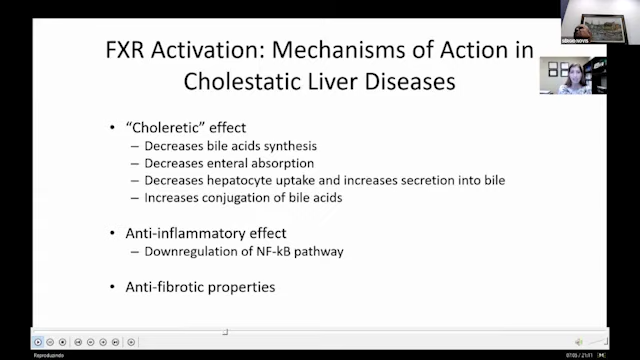 FXR Activation: Mechanisms of Action in
Cholestatic Liver Diseases
• “Choleretic” effect
– Decreases bile acids synthesis
– Decreases enteral absorption
– Decreases hepatocyte uptake and increases secretion into bile
– Increases conjugation of bile acids
• Anti-inflammatory effect
– Downregulation of NF-kB pathway
• Anti-fibrotic properties
Reproduzindo